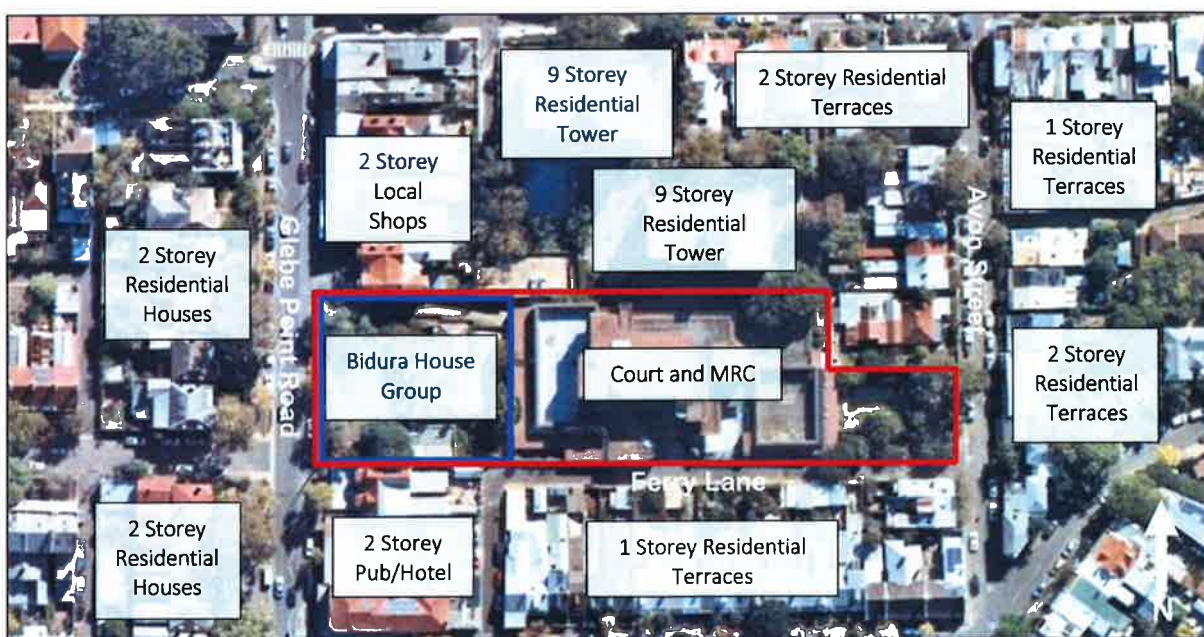 9 Storey
Residential
Tower
2 Storey Residential
Terraces
1 Storey
Residential
Terraces
2 Storey
Local
Shops
9 Storey
Residential
Tower
2 Storey
Residential
Houses
Glebe Point Road
Avon Street
Bidura House
Group
Court and MRC
2 Storey
Residential
Terraces
Ferry Lane
2 Storey
Residential
Houses
2 Storey
Pub/Hotel
1 Storey Residential
Terraces
N